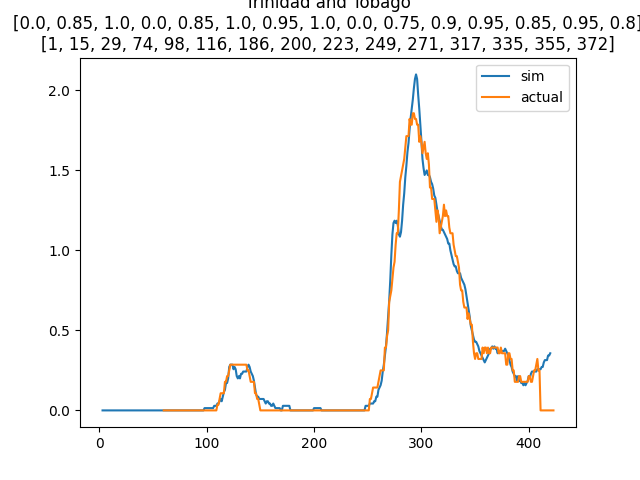 Trinidad and Tobago
[0.0, 0.85, 1.0, 0.0, 0.85, 1.0, 0.95, 1.0, 0.0, 0.75, 0.9, 0.95, 0.85, 0.95, 0.8]
[1, 15, 29, 74, 98, 116, 186, 200, 223, 249, 271, 317, 335, 355, 372]
sim
actual
2.0
1.5
1.0
0.5
0.0
0 100 200 300 400